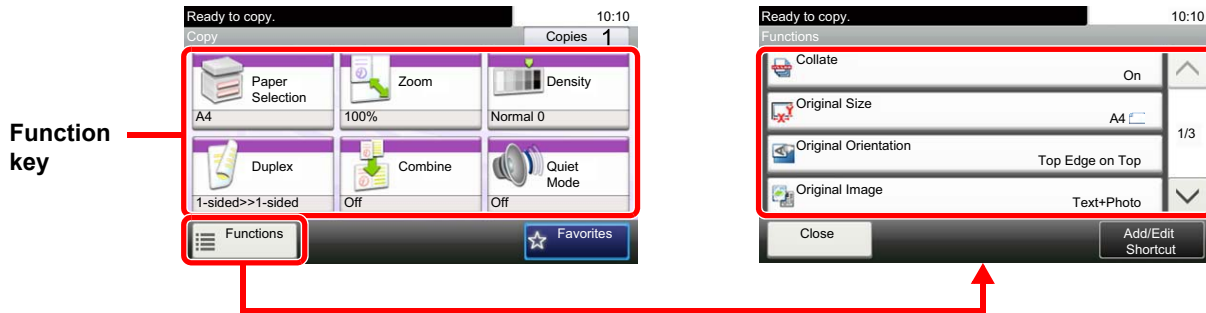 Function
key
Ready to copy.
10:10
Copy
Copies 1
Paper
Selection
A4
Zoom
100%
Density
Normal 0
Duplex
1-sided>>1-sided
Combine
Off
Quiet
Mode
Off
Functions
Favorites
Ready to copy.
10:10
Functions
Collate
On
Original Size
A4
Original Orientation
Top Edge on Top
Original Image
Text+Photo
1/3
Close
Add/Edit
Shortcut